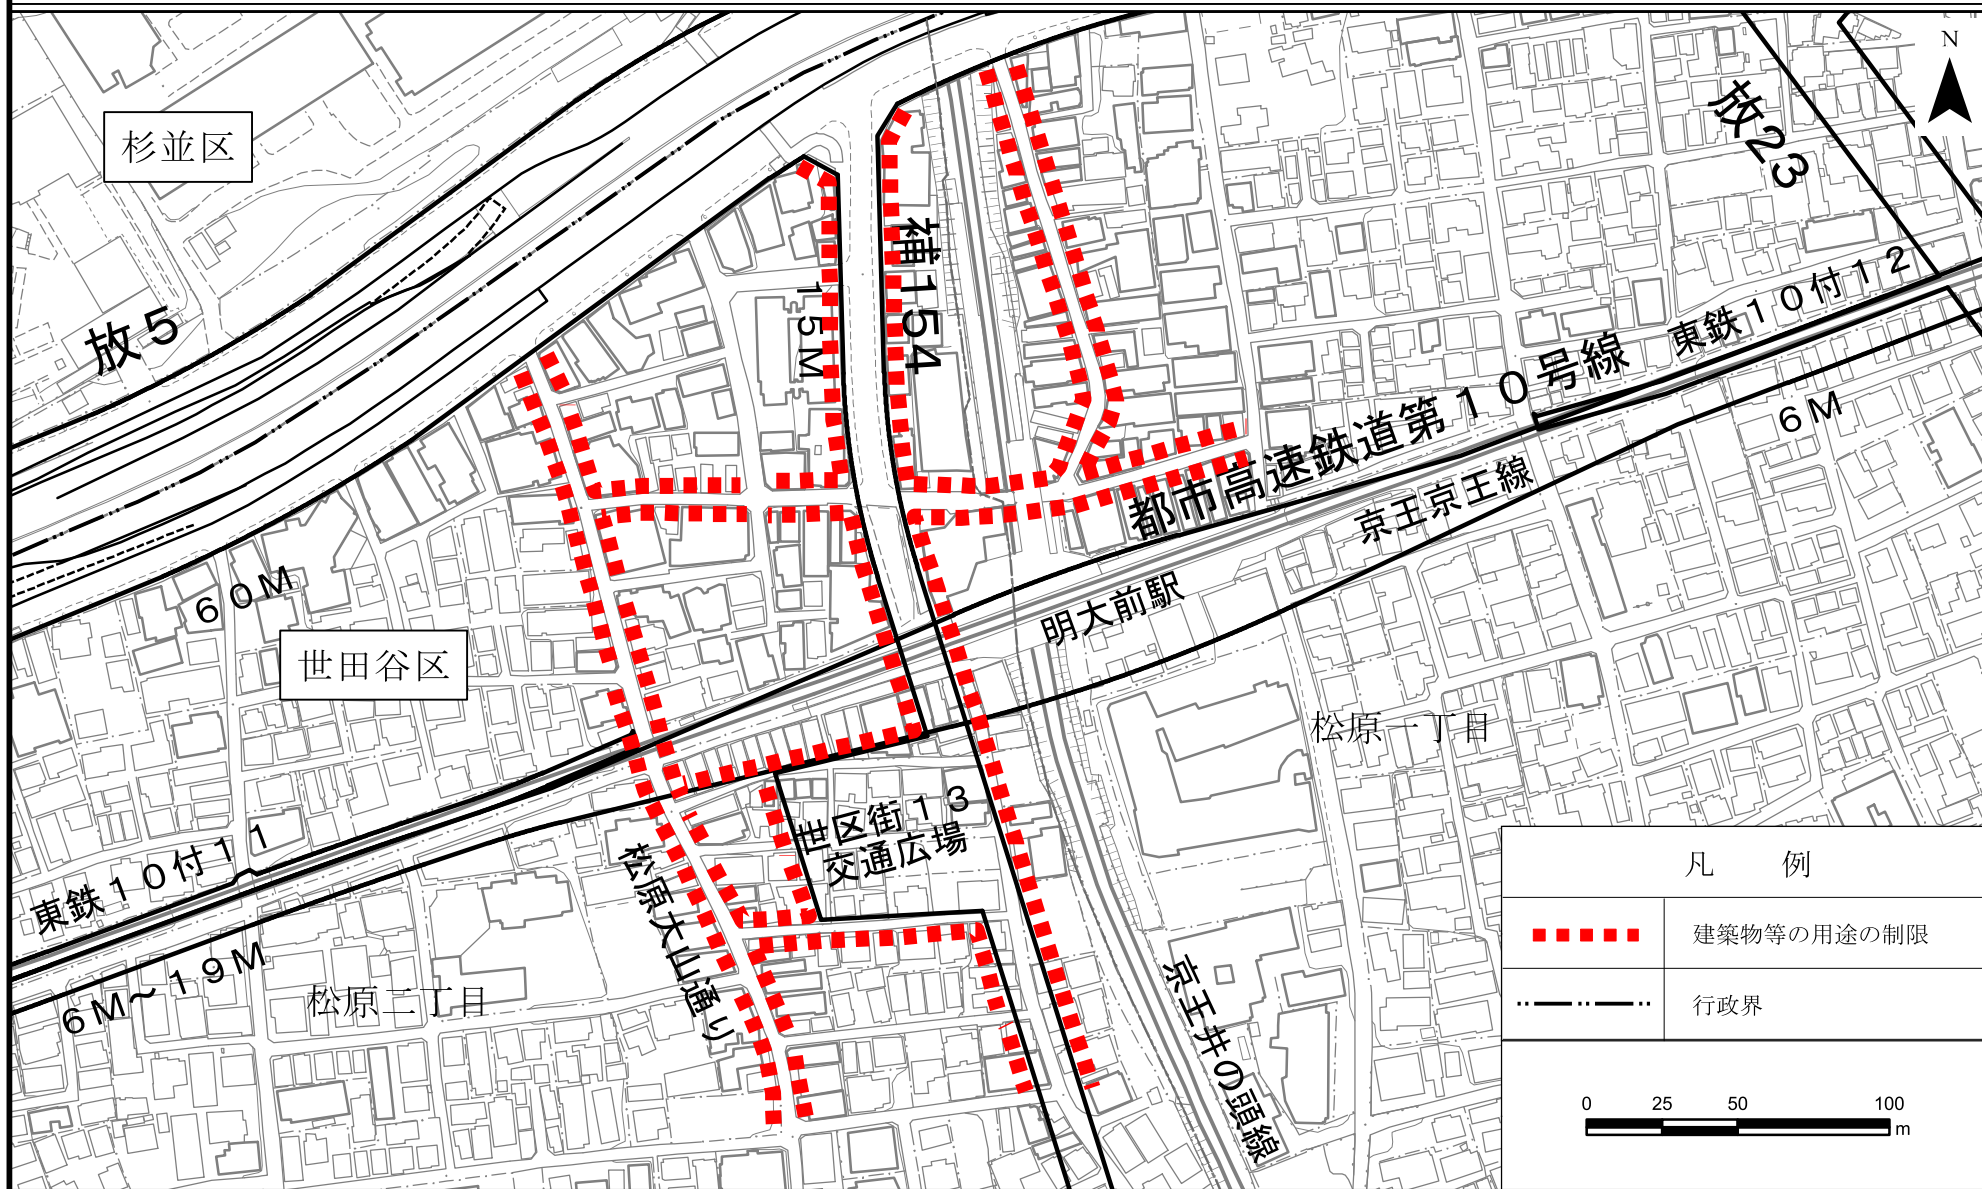 N
杉並区
放23
補154
15M
放5
東鉄10付12
都市高速鉄道第10号線
6M
京王京王線
60M
明大前駅
世田谷区
松原一丁目
世区街13
交通広場
東鉄10付11
松原大山通り
6M~19M
松原二丁目
京王井の頭線
凡 例
建築物等の用途の制限
行政界
0 25 50 100
m